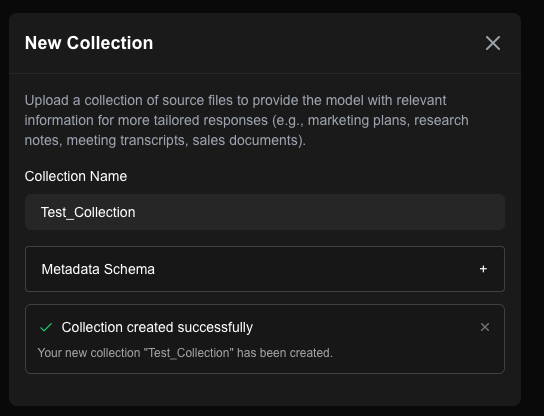 New Collection
Upload a collection of source files to provide the model with relevant
information for more tailored responses (e.g., marketing plans, research
notes, meeting transcripts, sales documents).
Collection Name
Test_Collection
Metadata Schema
+
Collection created successfully
Your new collection "Test_Collection" has been created.